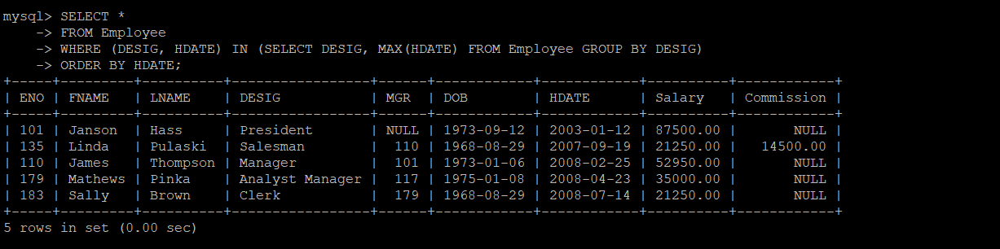 mysql> SELECT *
    -> FROM Employee
    -> WHERE (DESIG, HDATE) IN (SELECT DESIG, MAX(HDATE) FROM Employee GROUP BY DESIG)
    -> ORDER BY HDATE;
+-----+---------+----------+-----------------+------+------------+------------+----------+------------+
| ENO | FNAME   | LNAME    | DESIG           | MGR  | DOB        | HDATE      | Salary   | Commission |
+-----+---------+----------+-----------------+------+------------+------------+----------+------------+
| 101 | Janson  | Hass     | President       | NULL | 1973-09-12 | 2003-01-12 | 87500.00 |       NULL |
| 135 | Linda   | Pulaski  | Salesman        |  110 | 1968-08-29 | 2007-09-19 | 21250.00 |   14500.00 |
| 110 | James   | Thompson | Manager         |  101 | 1973-01-06 | 2008-02-25 | 52950.00 |       NULL |
| 179 | Mathews | Pinka    | Analyst Manager |  117 | 1975-01-08 | 2008-04-23 | 35000.00 |       NULL |
| 183 | Sally   | Brown    | Clerk           |  179 | 1968-08-29 | 2008-07-14 | 21250.00 |       NULL |
+-----+---------+----------+-----------------+------+------------+------------+----------+------------+
5 rows in set (0.00 sec)